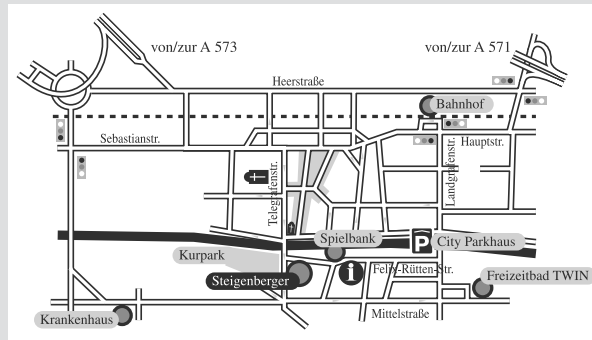 von/zur A 573
von/zur A 571
Heerstraße
Bahnhof
Sebastianstr.
Hauptstr.
Landgrafenstr.
Telegrafenstr.
Spielbank
P
City Parkhaus
Kurpark
i
Felix-Rütten-Str.
Steigenberger
Freizeitbad TWIN
Krankenhaus
Mittelstraße